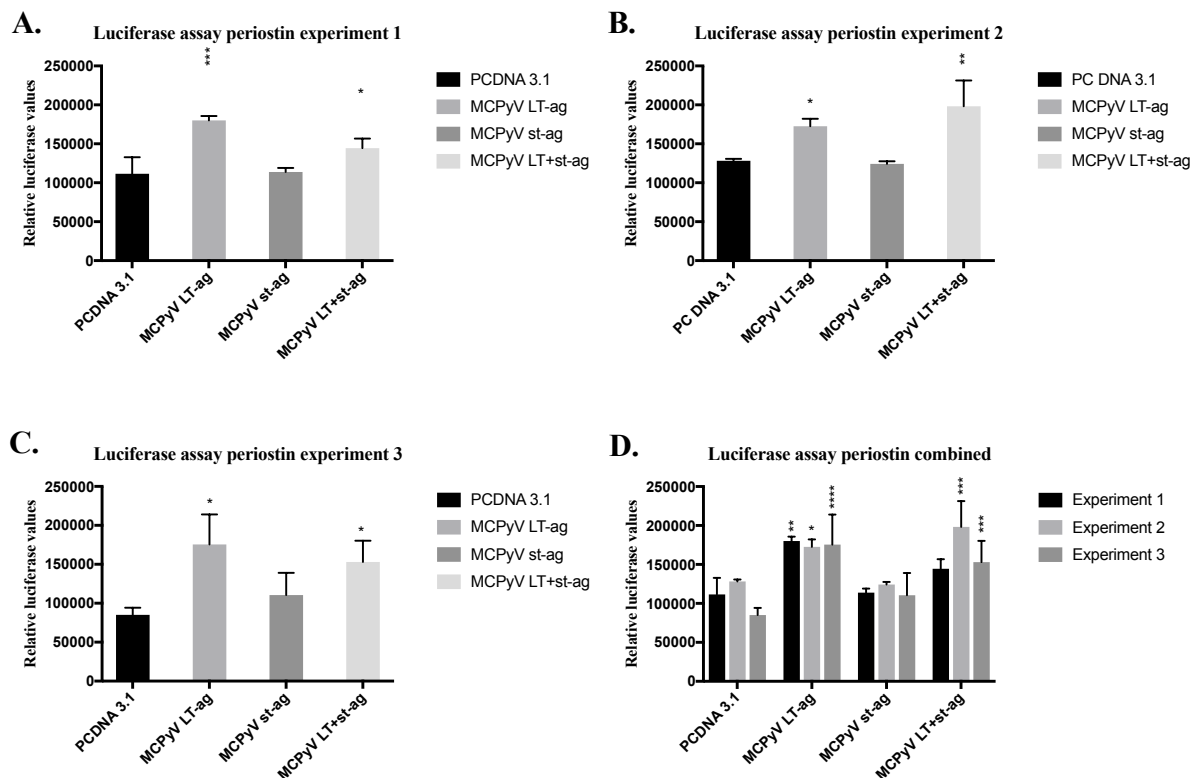 A.
Luciferase assay periostin experiment 1
Relative luciferase values
250000
200000
150000
100000
50000
0
***
*
PCDNA 3.1
MCPyV LT-ag
MCPyV st-ag
MCPyV LT+st-ag
PCDNA 3.1
MCPyV LT-ag
MCPyV st-ag
MCPyV LT+st-ag
B.
Luciferase assay periostin experiment 2
Relative luciferase values
250000
200000
150000
100000
50000
0
*
**
PC DNA 3.1
MCPyV LT-ag
MCPyV st-ag
MCPyV LT+st-ag
PC DNA 3.1
MCPyV LT-ag
MCPyV st-ag
MCPyV LT+st-ag
C.
Luciferase assay periostin experiment 3
Relative luciferase values
250000
200000
150000
100000
50000
0
*
*
PCDNA 3.1
MCPyV LT-ag
MCPyV st-ag
MCPyV LT+st-ag
PCDNA 3.1
MCPyV LT-ag
MCPyV st-ag
MCPyV LT+st-ag
D.
Luciferase assay periostin combined
Relative luciferase values
250000
200000
150000
100000
50000
0
**
*
****
***
***
PCDNA 3.1
MCPyV LT-ag
MCPyV st-ag
MCPyV LT+st-ag
Experiment 1
Experiment 2
Experiment 3